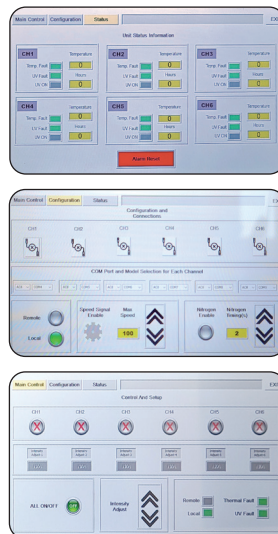 Main Control Configuration Status EXI
Unit Status Information
CH1 Temperature
Temp. Fault 0
UV Fault Hours
UV ON 0
CH2 Temperature
Temp. Fault 0
UV Fault Hours
UV ON 0
CH3 Temperature
Temp. Fault 0
UV Fault Hours
UV ON 0
CH4 Temperature
Temp. Fault 0
UV Fault Hours
UV ON 0
CH5 Temperature
Temp. Fault 0
UV Fault Hours
UV ON 0
CH6 Temperature
Temp. Fault 0
UV Fault Hours
UV ON 0
Alarm Reset
Main Control Configuration Status EX
Configuration and
Connections
CH1 CH2 CH3 CH4 CH5 CH6
COM Port and Model Selection for Each Channel
Remote
Local
Speed Signal
Enable
Max
Speed
100
Nitrogen
Enable
Nitrogen
Delay(s)
2
Main Control Configuration Status EXI
Control And Setup
CH1 CH2 CH3 CH4 CH5 CH6
Intensity
Adjust
ALL ON/OFF
Intensity
Adjust
Remote Thermal Fault
Local UV Fault